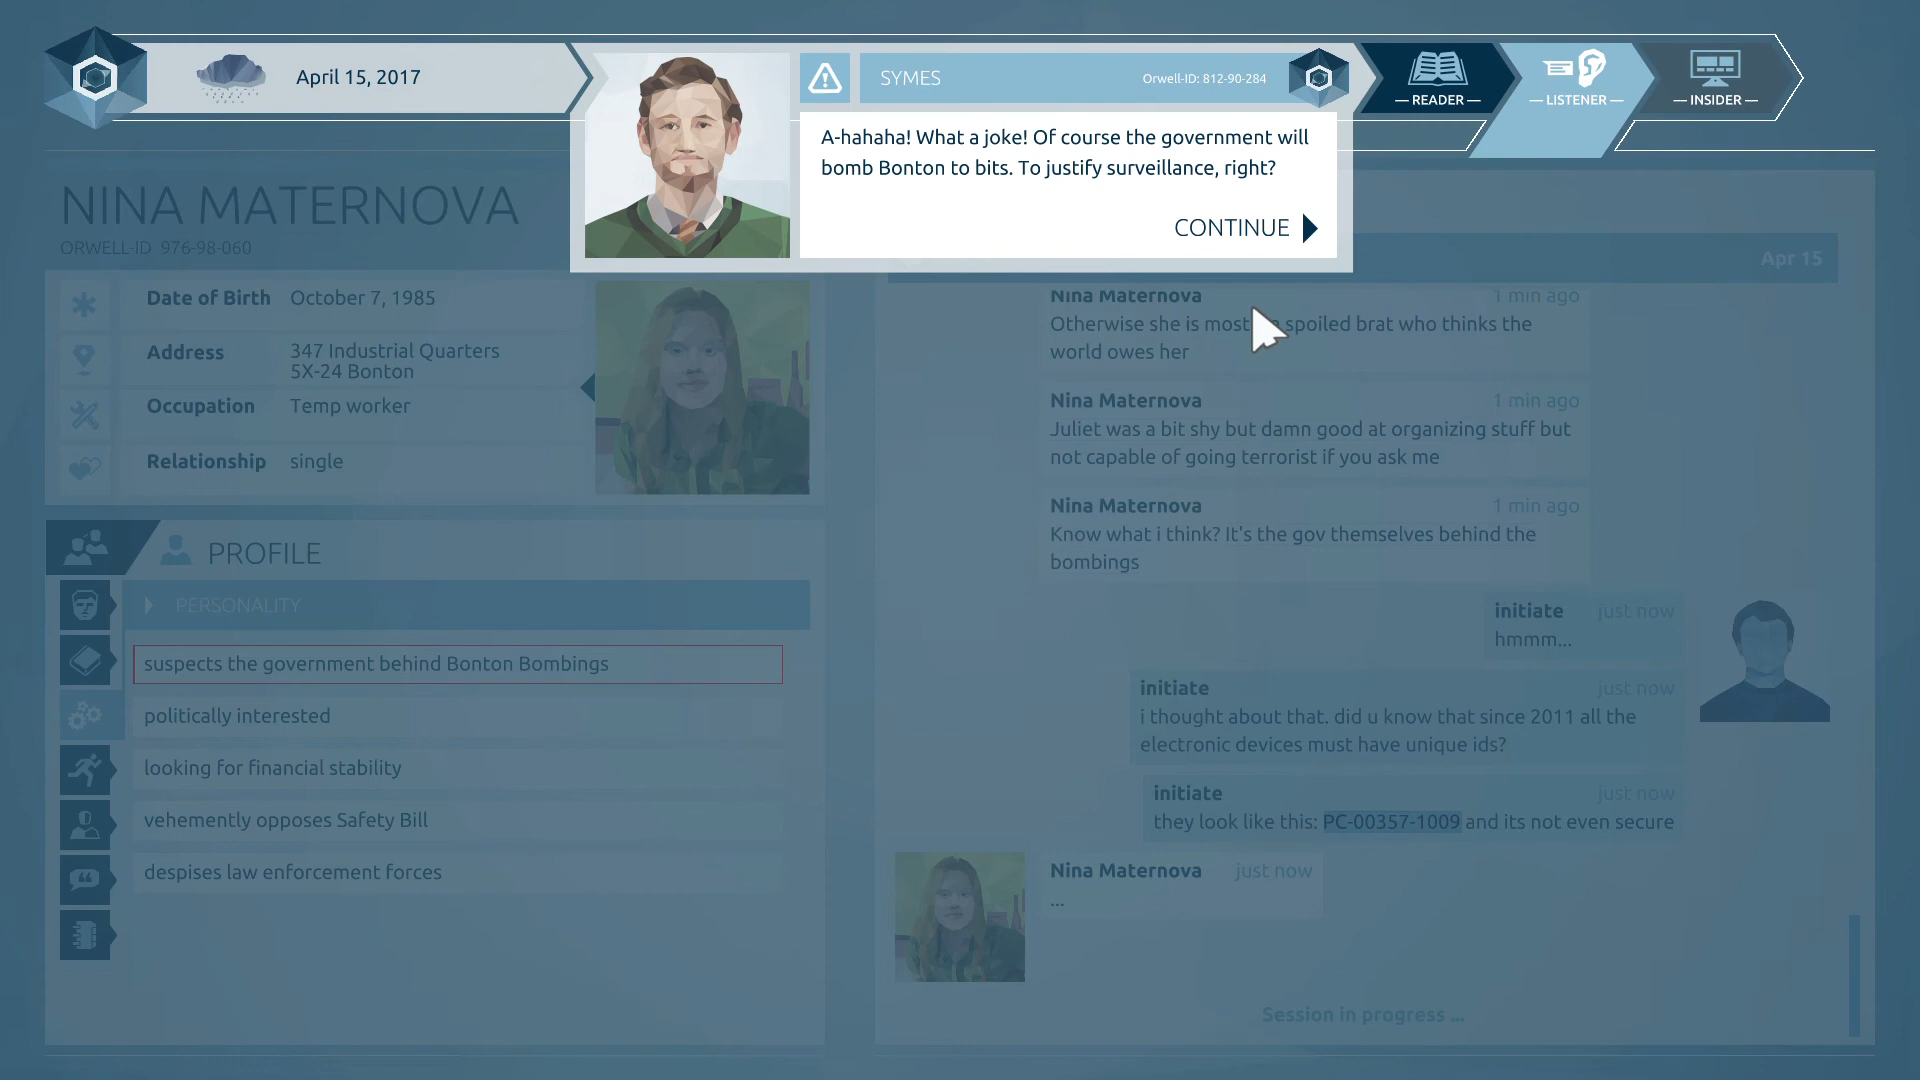 April 15, 2017
SYMES
Orwell-ID: 812-90-284
A-hahaha! What a joke! Of course the government will
bomb Bonton to bits. To justify surveillance, right?
CONTINUE
READER
LISTENER
INSIDER
NINA MATERNOVA
ORWELL-ID 976-98-060
Date of Birth October 7, 1985
Address 347 Industrial Quarters
5X-24 Bonton
Occupation Temp worker
Relationship single
PROFILE
PERSONALITY
suspects the government behind Bonton Bombings
politically interested
looking for financial stability
vehemently opposes Safety Bill
despises law enforcement forces
Apr 15
Nina Maternova 1 min ago
Otherwise she is most spoiled brat who thinks the
world owes her
Nina Maternova 1 min ago
Juliet was a bit shy but damn good at organizing stuff but
not capable of going terrorist if you ask me
Nina Maternova 1 min ago
Know what i think? It's the gov themselves behind the
bombings
initiate just now
hmmm...
initiate just now
i thought about that. did u know that since 2011 all the
electronic devices must have unique ids?
initiate just now
they look like this: PC-00357-1009 and its not even secure
Nina Maternova just now
...
Session in progress ...